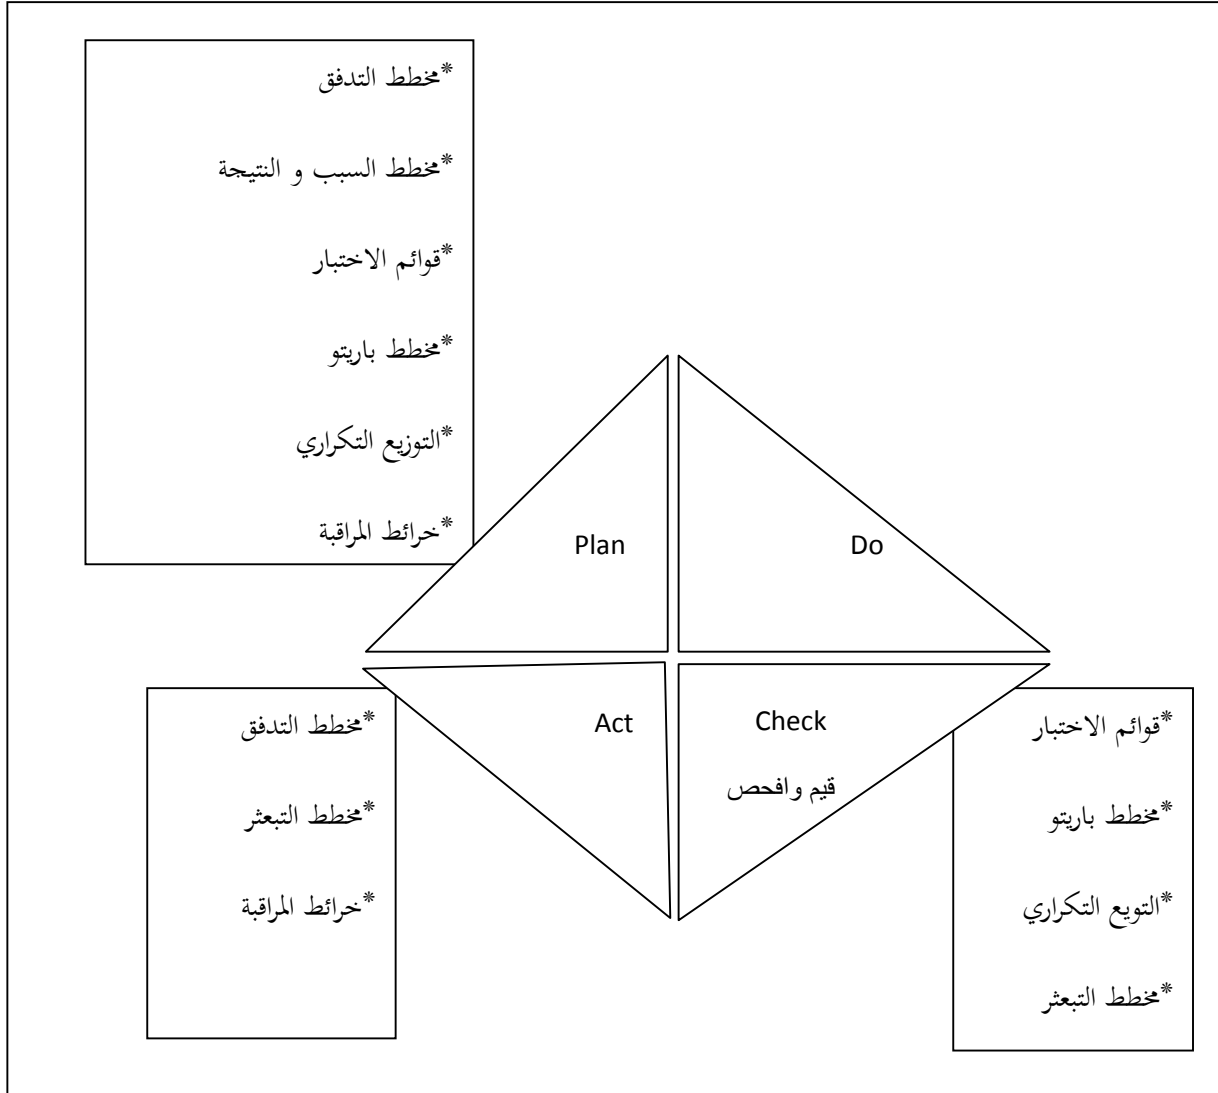 *مخطط التدفق
*مخطط السبب و النتيجة
*قوائم الاختبار
*مخطط باريتو
*التوزيع التكراري
*خرائط المراقبة
Plan
Do
Act
Check
قيم وافحص
*مخطط التدفق
*مخطط التبعثر
*خرائط المراقبة
*قوائم الاختبار
*مخطط باريتو
*التويع التكراري
*مخطط التبعثر